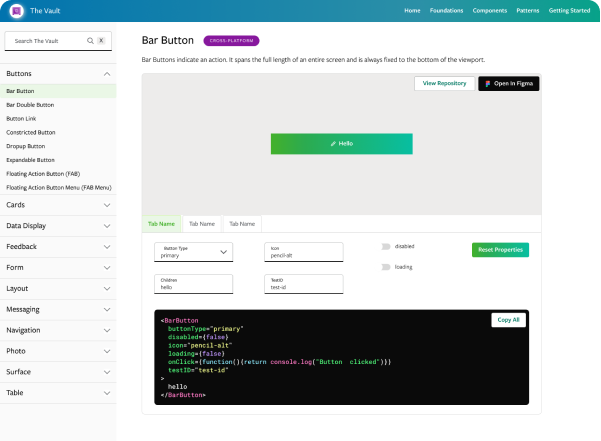 The Vault
Home Foundations Components Patterns Getting Started
Search The Vault K
Buttons
Bar Button
Bar Double Button
Button Link
Constricted Button
Dropup Button
Expandable Button
Floating Action Button (FAB)
Floating Action Button Menu (FAB Menu)
Cards
Data Display
Feedback
Form
Layout
Messaging
Navigation
Photo
Surface
Table
Bar Button CROSS-PLATFORM
Bar Buttons indicate an action. It spans the full length of an entire screen and is always fixed to the bottom of the viewport.
View Repository Open In Figma
Hello
Tab Name Tab Name Tab Name
Button Type
primary
Icon
pencil-alt
disabled
Reset Properties
Children
hello
TestID
test-id
loading
Copy All
<BarButton
buttonType="primary"
disabled={false}
icon="pencil-alt"
loading={false}
onClick={function(){return console.log("Button clicked")}}
testID="test-id"
>
hello
</BarButton>